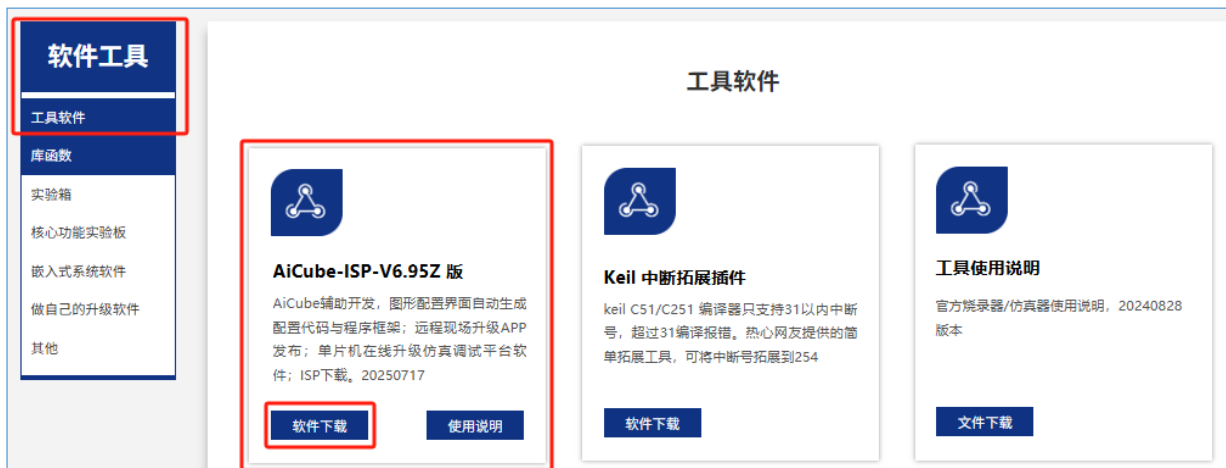 软件工具
工具软件
库函数
实验箱
核心功能实验板
嵌入式系统软件
做自己的升级软件
其他
工具软件
AiCube-ISP-V6.95Z 版
AiCube辅助开发，图形配置界面自动生成
配置代码与程序框架；远程现场升级APP
发布；单片机在线升级仿真调试平台软
件；ISP下载。20250717
软件下载
使用说明
Keil 中断拓展插件
keil C51/C251 编译器只支持31以内中断
号，超过31编译报错。热心网友提供的简
单拓展工具，可将中断号拓展到254
软件下载
工具使用说明
官方烧录器/仿真器使用说明，20240828
版本
文件下载